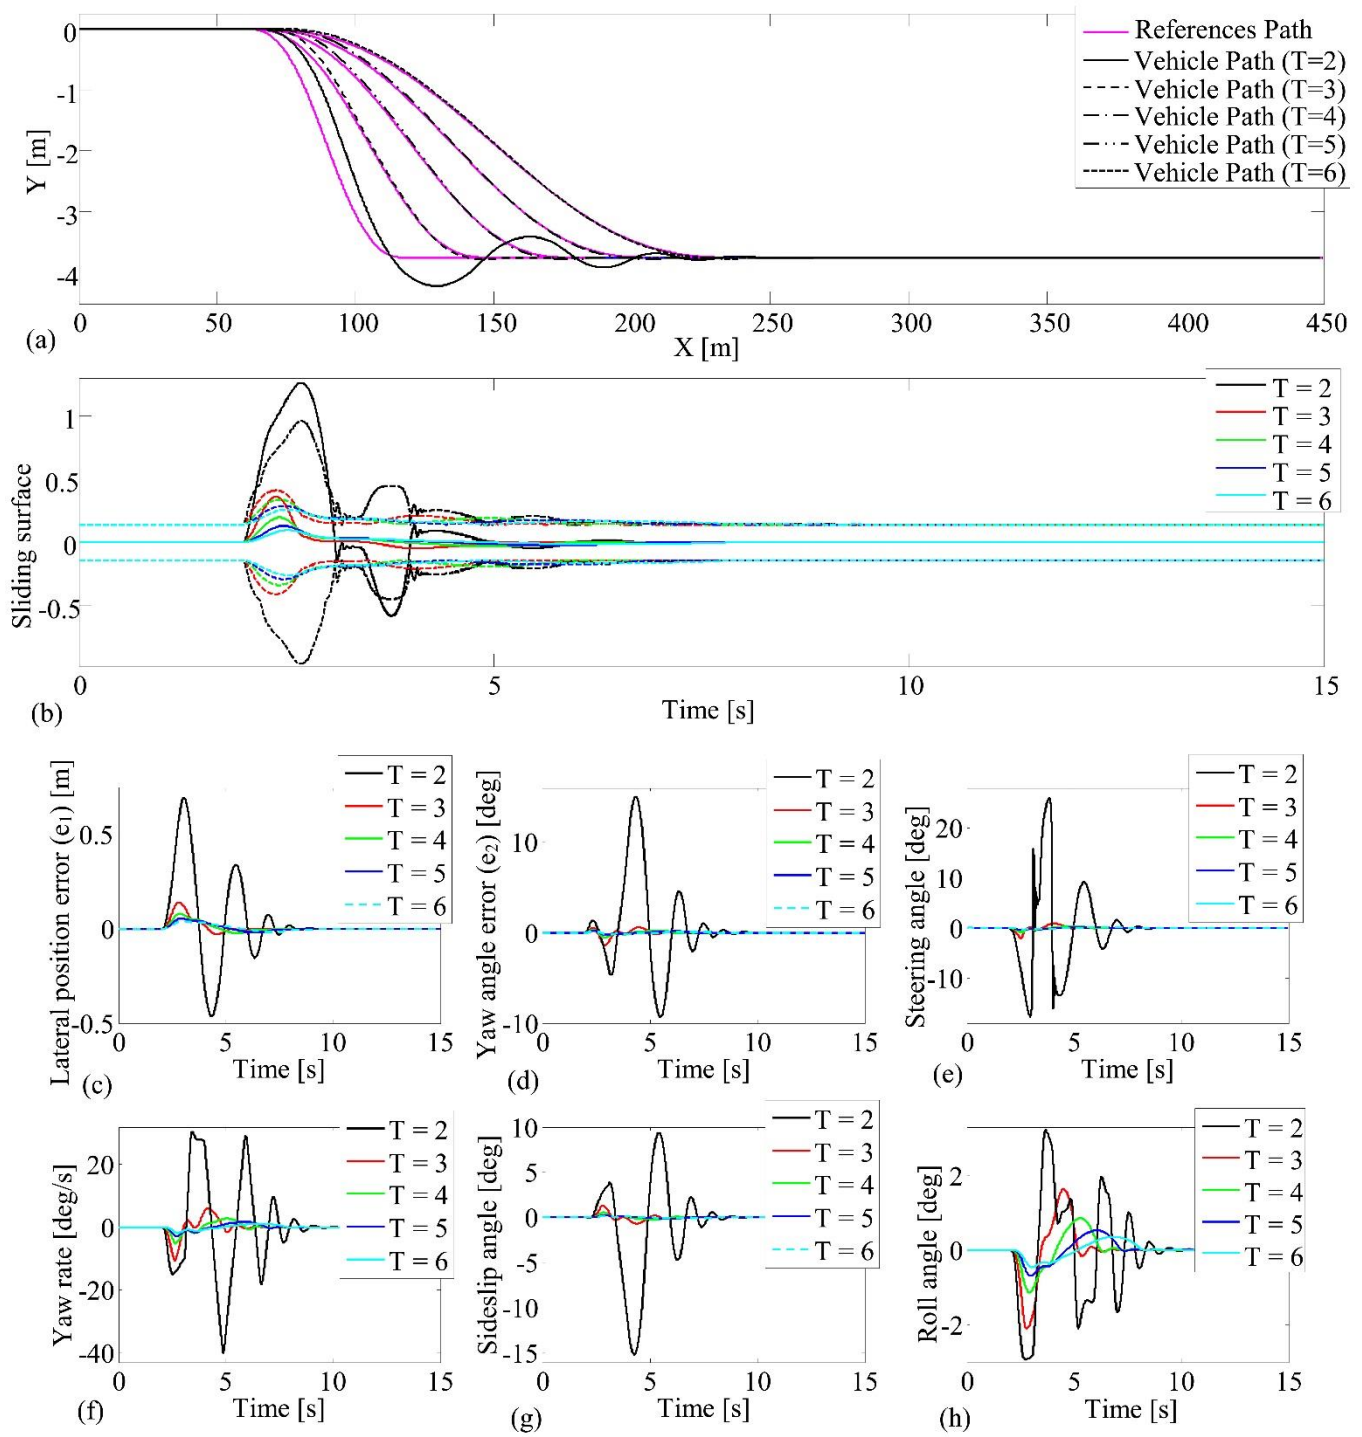 0
-1
-2
-3
-4
Y [m]
References Path
Vehicle Path (T=2)
Vehicle Path (T=3)
Vehicle Path (T=4)
Vehicle Path (T=5)
Vehicle Path (T=6)
0 50 100 150 200 250 300 350 400 450
X [m]
(a)
1
0.5
0
-0.5
Sliding surface
T = 2
T = 3
T = 4
T = 5
T = 6
0 5 10 15
Time [s]
(b)
Lateral position error (e1) [m]
0.5
0
-0.5
T = 2
T = 3
T = 4
T = 5
T = 6
0 5 10 15
Time [s]
(c)
Yaw angle error (e2) [deg]
10
0
-10
T = 2
T = 3
T = 4
T = 5
T = 6
0 5 10 15
Time [s]
(d)
Steering angle [deg]
20
10
0
-10
T = 2
T = 3
T = 4
T = 5
T = 6
0 5 10 15
Time [s]
(e)
Yaw rate [deg/s]
20
0
-20
-40
T = 2
T = 3
T = 4
T = 5
T = 6
0 5 10 15
Time [s]
(f)
Sideslip angle [deg]
10
5
0
-5
-10
-15
T = 2
T = 3
T = 4
T = 5
T = 6
0 5 10 15
Time [s]
(g)
Roll angle [deg]
2
0
-2
T = 2
T = 3
T = 4
T = 5
T = 6
0 5 10 15
Time [s]
(h)